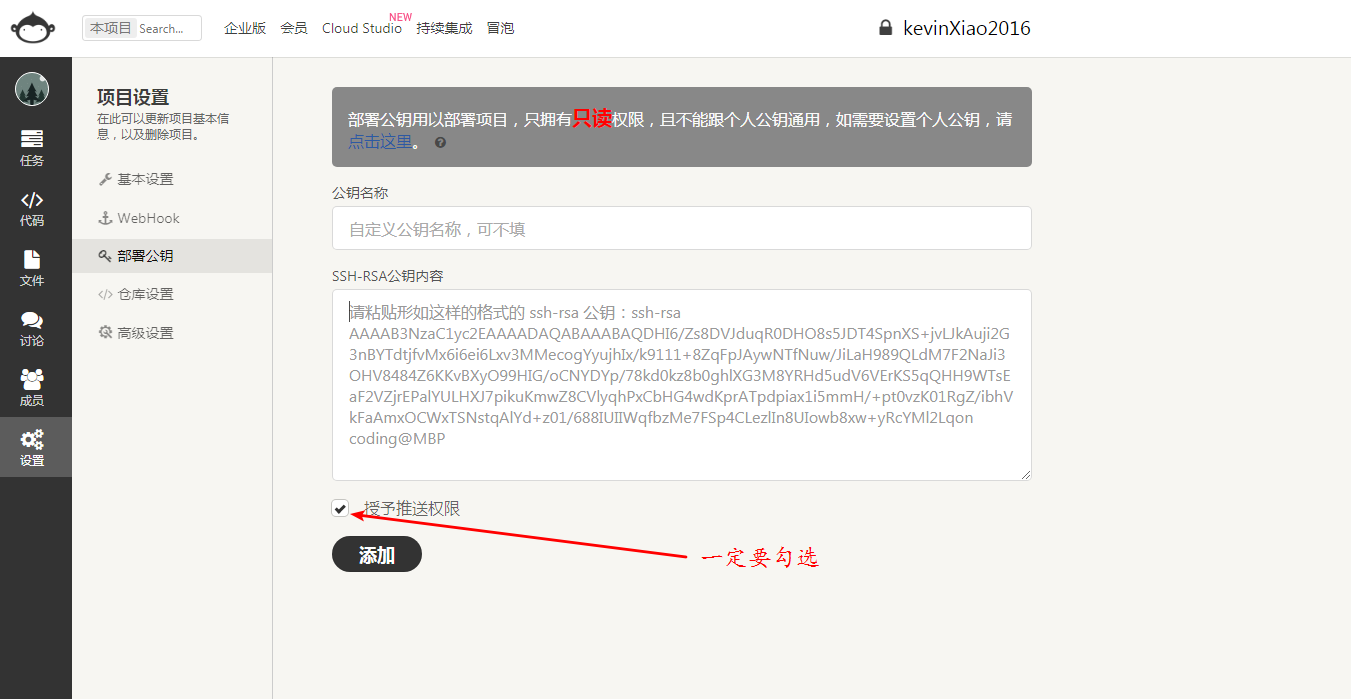 本项目 Search...
企业版 会员 Cloud Studio NEW 持续集成 冒泡
kevinXiao2016
任务
代码
文件
讨论
成员
设置
项目设置
在此可以更新项目基本信
息，以及删除项目。
基本设置
WebHook
部署公钥
仓库设置
高级设置
部署公钥用以部署项目，只拥有只读权限，且不能跟个人公钥通用，如需要设置个人公钥，请
点击这里。
公钥名称
自定义公钥名称，可不填
SSH-RSA公钥内容
请粘贴形如这样的格式的 ssh-rsa 公钥：ssh-rsa
AAAAB3NzaC1yc2EAAAADAQABAAABAQDHI6/Zs8DVJduqR0DHO8s5JDT4SpnXS+jvLJkAuji2G
3nBYTdtjfvMx6i6ei6Lxv3MMecogYyujhIx/k9111+8ZqFpJAywNTfNuw/JiLaH989QLdM7F2NaJi3
OHV8484Z6KKvBXyO99HIG/oCNYDYp/78kd0kz8b0ghlXG3M8YRHd5udV6VErKS5qQHH9WTsE
aF2VZjrEPalYULHXJ7pikuKmwZ8CVlyqhPxCbHG4wdKprATpdpiax1i5mmH/+pt0vzK01RgZ/ibhV
kFaAmxOCWxTSNstqAlYd+z01/688IUIIWqfbzMe7FSp4CLezlIn8UIowb8xw+yRcYMl2Lqon
coding@MBP
授予推送权限
添加
一定要勾选